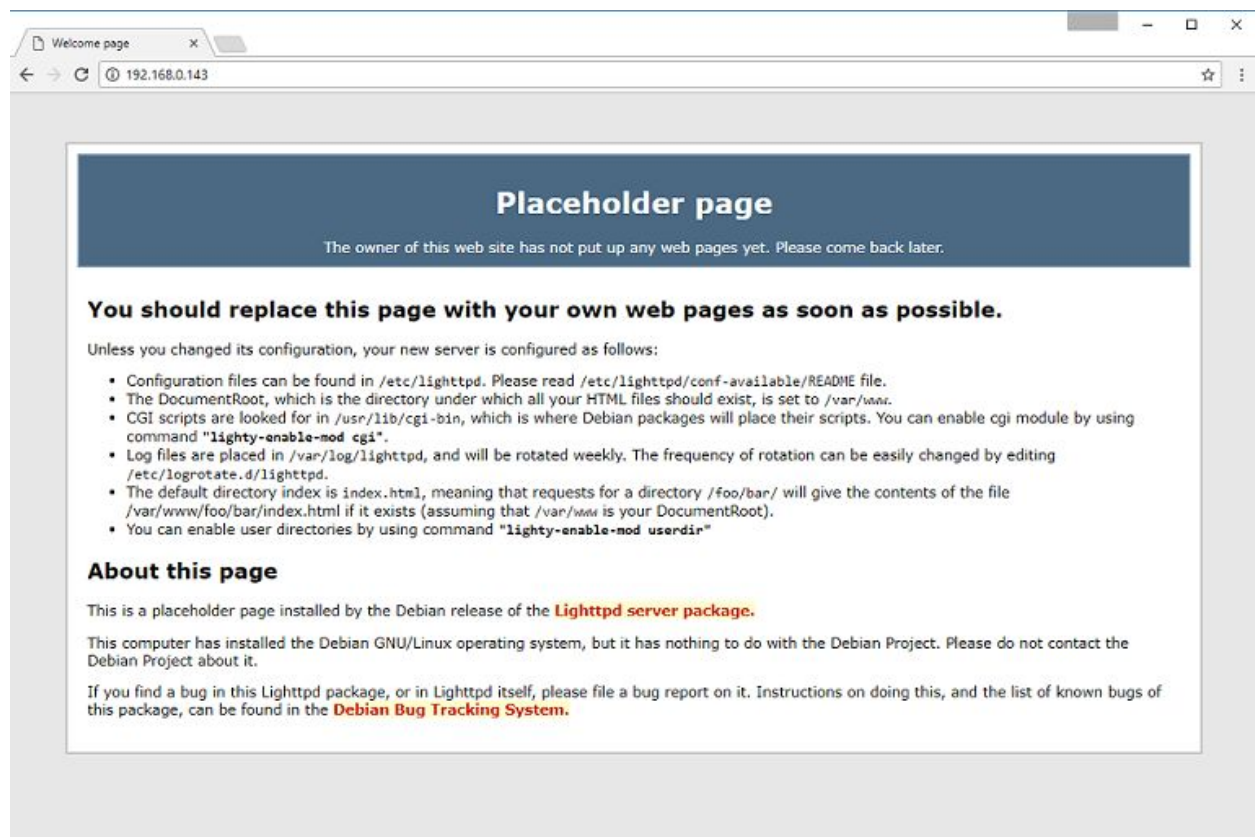 Welcome page
192.168.0.143
Placeholder page
The owner of this web site has not put up any web pages yet. Please come back later.
You should replace this page with your own web pages as soon as possible.
Unless you changed its configuration, your new server is configured as follows:
• Configuration files can be found in /etc/lighttpd. Please read /etc/lighttpd/conf-available/README file.
• The DocumentRoot, which is the directory under which all your HTML files should exist, is set to /var/www.
• CGI scripts are looked for in /usr/lib/cgi-bin, which is where Debian packages will place their scripts. You can enable cgi module by using
command "lighty-enable-mod cgi".
• Log files are placed in /var/log/lighttpd, and will be rotated weekly. The frequency of rotation can be easily changed by editing
/etc/logrotate.d/lighttpd.
• The default directory index is index.html, meaning that requests for a directory /foo/bar/ will give the contents of the file
/var/www/foo/bar/index.html if it exists (assuming that /var/www is your DocumentRoot).
• You can enable user directories by using command "lighty-enable-mod userdir"
About this page
This is a placeholder page installed by the Debian release of the Lighttpd server package.
This computer has installed the Debian GNU/Linux operating system, but it has nothing to do with the Debian Project. Please do not contact the
Debian Project about it.
If you find a bug in this Lighttpd package, or in Lighttpd itself, please file a bug report on it. Instructions on doing this, and the list of known bugs of
this package, can be found in the Debian Bug Tracking System.